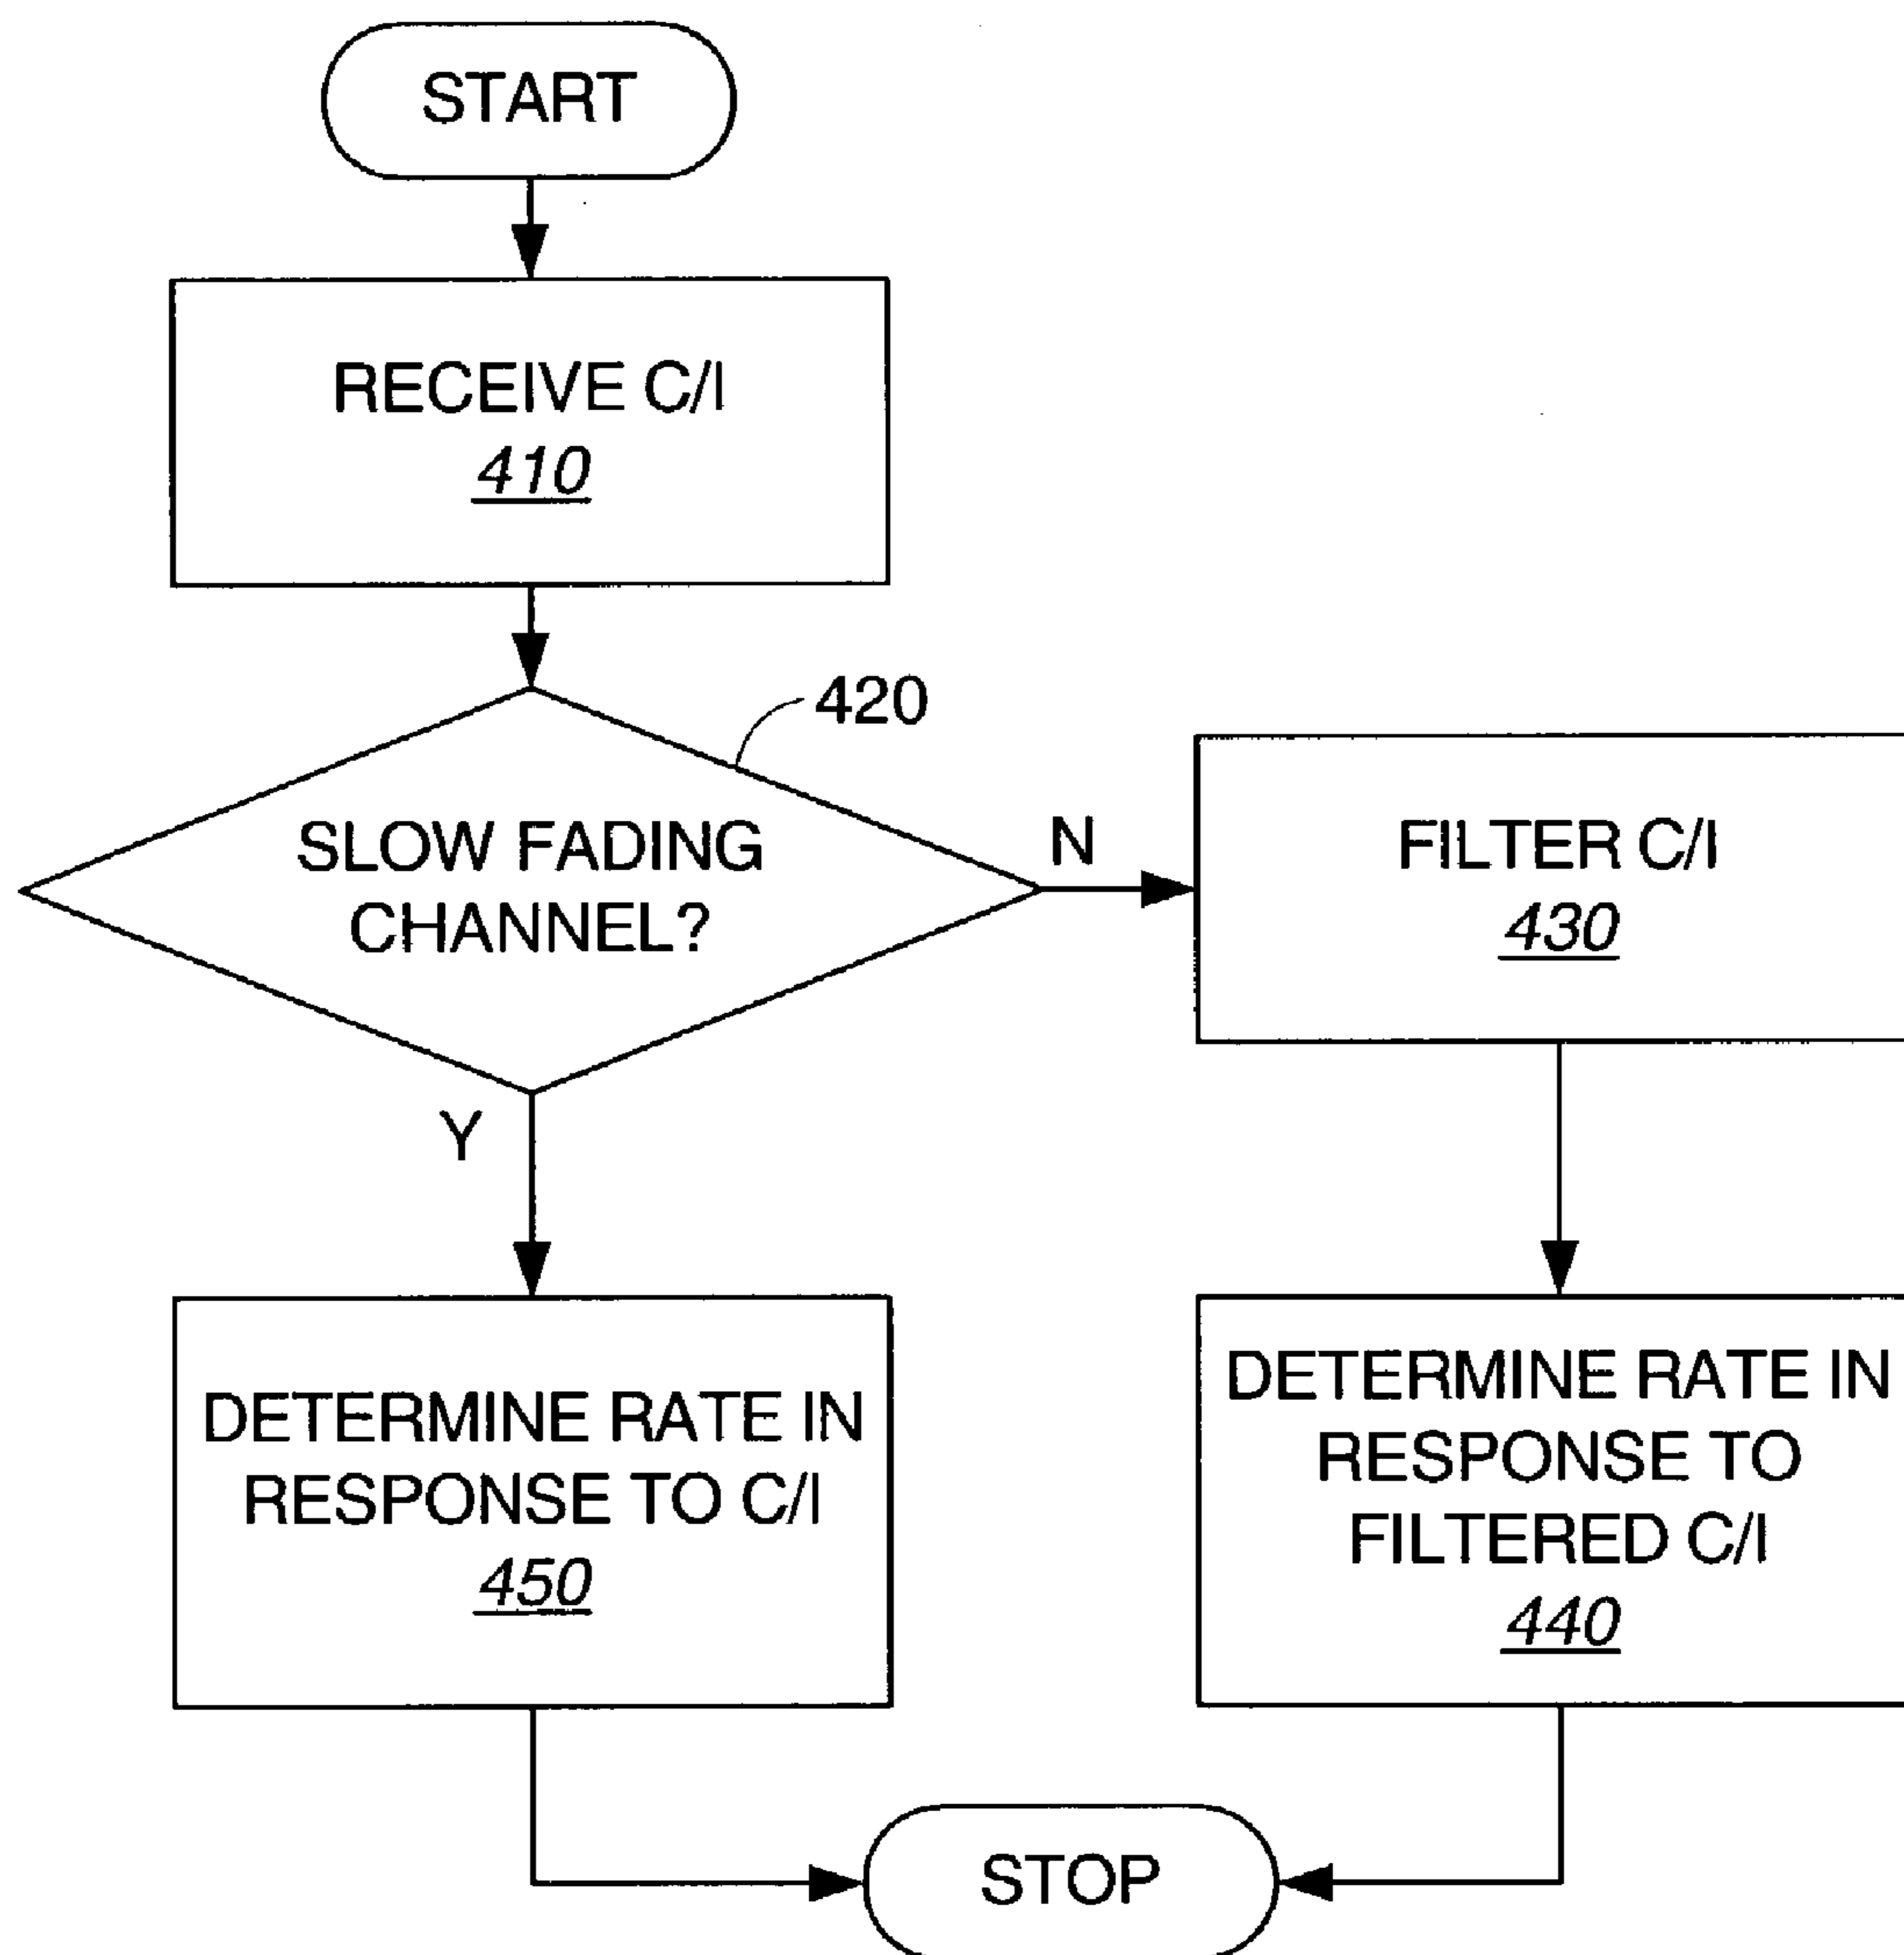 START
RECEIVE C/I
410
420
SLOW FADING
CHANNEL?
N
FILTER C/I
430
Y
DETERMINE RATE IN
RESPONSE TO C/I
450
DETERMINE RATE IN
RESPONSE TO
FILTERED C/I
440
STOP